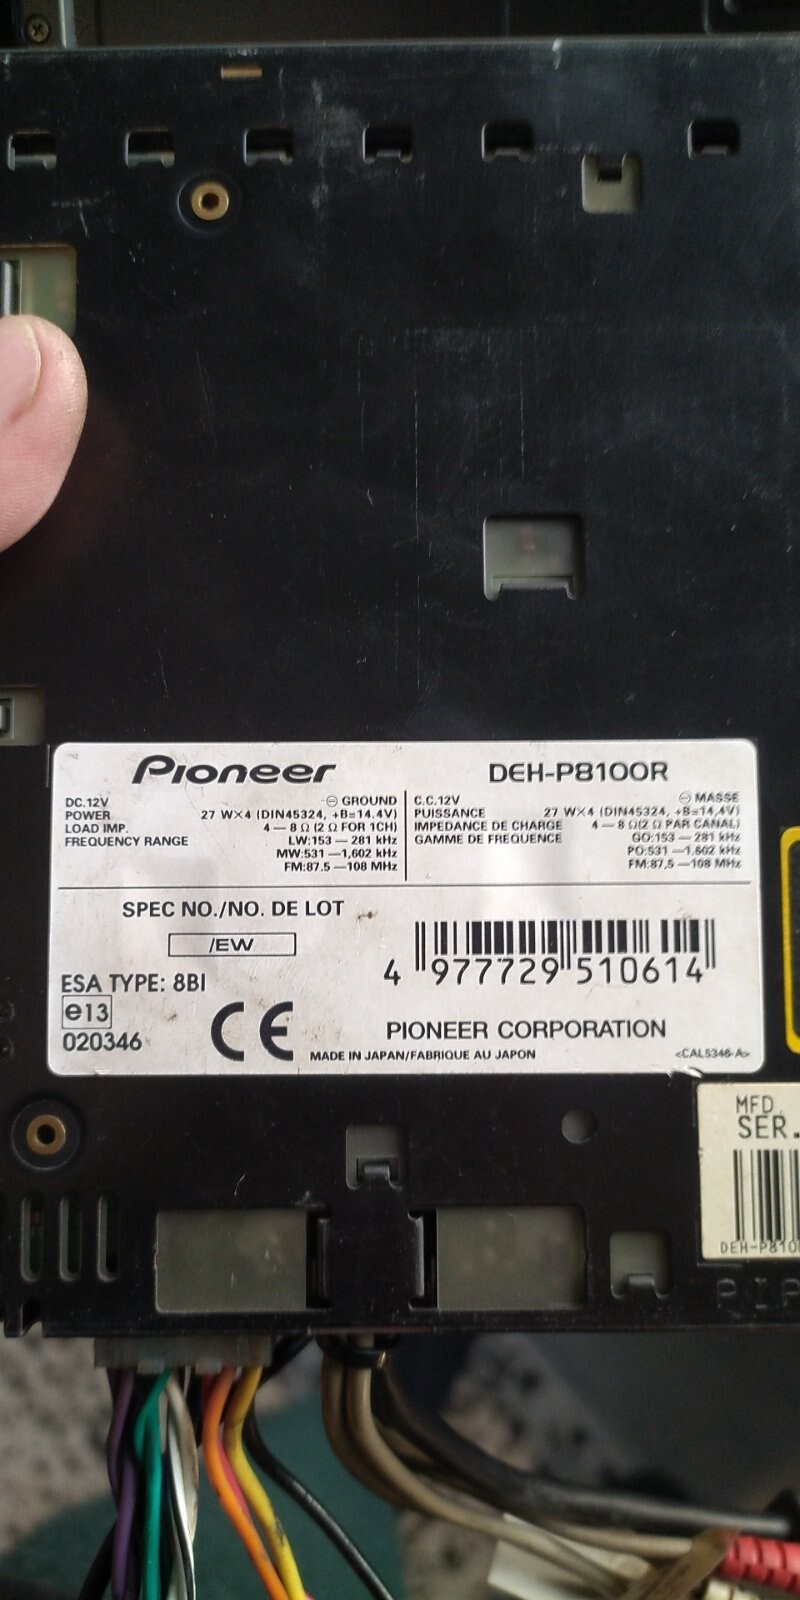 Pioneer DEH-P8100R
DC.12V ⊖ GROUND
POWER 27 W×4 (DIN45324, +B=14.4V)
LOAD IMP. 4 — 8 Ω (2 Ω FOR 1CH)
FREQUENCY RANGE LW:153 — 281 kHz
MW:531 —1,602 kHz
FM:87.5 —108 MHz
C.C.12V ⊖ MASSE
PUISSANCE 27 W×4 (DIN45324, +B=14,4V)
IMPEDANCE DE CHARGE 4 — 8 Ω(2 Ω PAR CANAL)
GAMME DE FREQUENCE GO:153 — 281 kHz
PO:531 —1.602 kHz
FM:87,5 —108 MHz
SPEC NO./NO. DE LOT
/EW
4 977729 510614
ESA TYPE: 8BI
e13
020346
CE
PIONEER CORPORATION
MADE IN JAPAN/FABRIQUE AU JAPON <CAL5346-A>
MFD.
SER.
DEH-P810
PIP